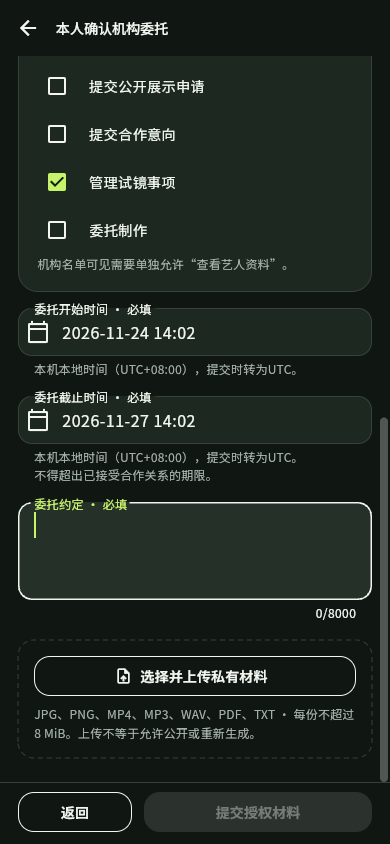 本人确认机构委托
提交公开展示申请
提交合作意向
管理试镜事项
委托制作
机构名单可见需要单独允许“查看艺人资料”。
委托开始时间 · 必填
2026-11-24 14:02
本机本地时间（UTC+08:00），提交时转为UTC。
委托截止时间 · 必填
2026-11-27 14:02
本机本地时间（UTC+08:00），提交时转为UTC。
不得超出已接受合作关系的期限。
委托约定 · 必填
0/8000
选择并上传私有材料
JPG、PNG、MP4、MP3、WAV、PDF、TXT · 每份不超过
8 MiB。上传不等于允许公开或重新生成。
返回
提交授权材料